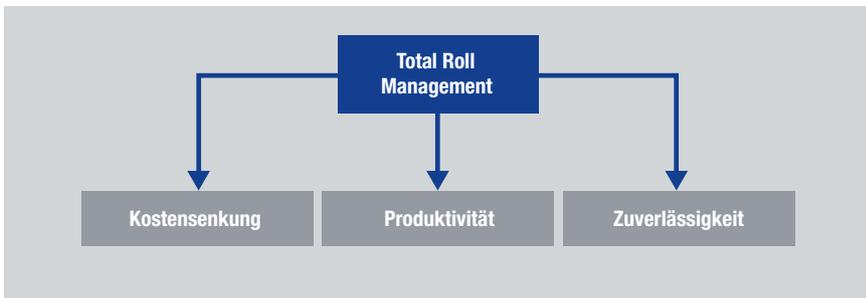 Total Roll
Management
Kostensenkung
Produktivität
Zuverlässigkeit